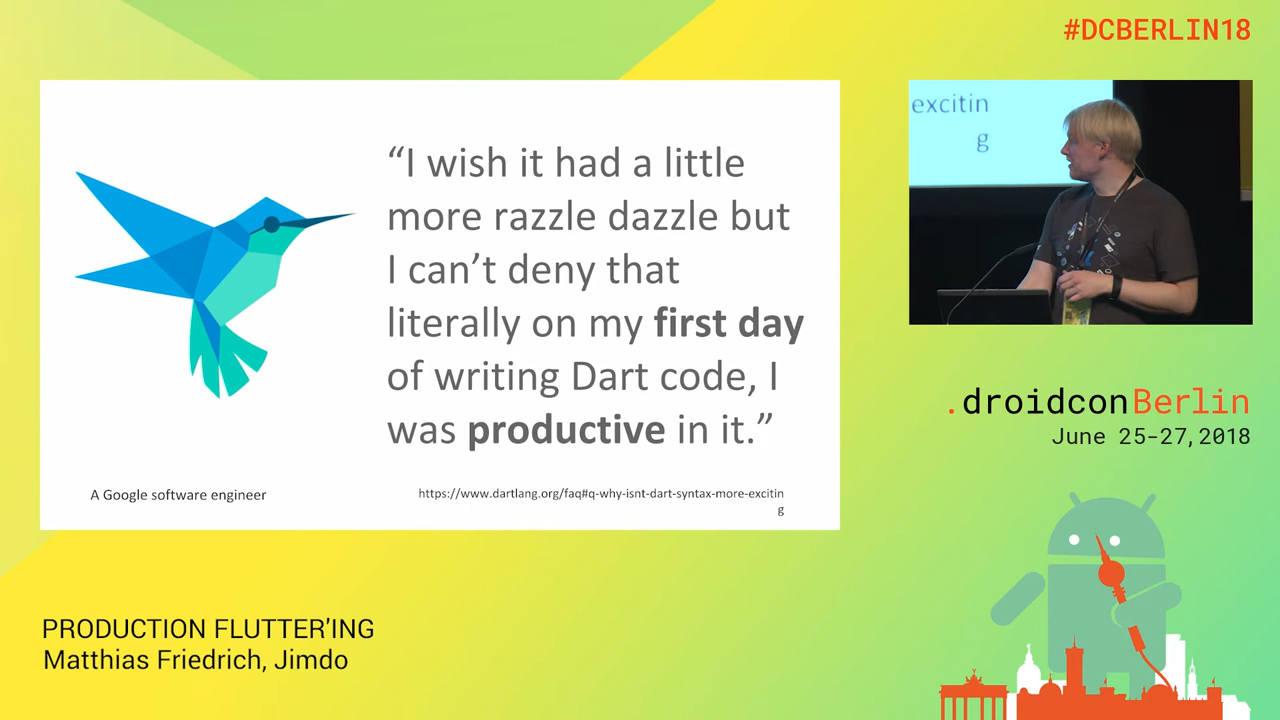 #DCBERLIN18
“I wish it had a little
more razzle dazzle but
I can’t deny that
literally on my first day
of writing Dart code, I
was productive in it.”
A Google software engineer
https://www.dartlang.org/faq#q-why-isnt-dart-syntax-more-excitin
g
excitin
g
.droidconBerlin
June 25-27,2018
PRODUCTION FLUTTER’ING
Matthias Friedrich, Jimdo